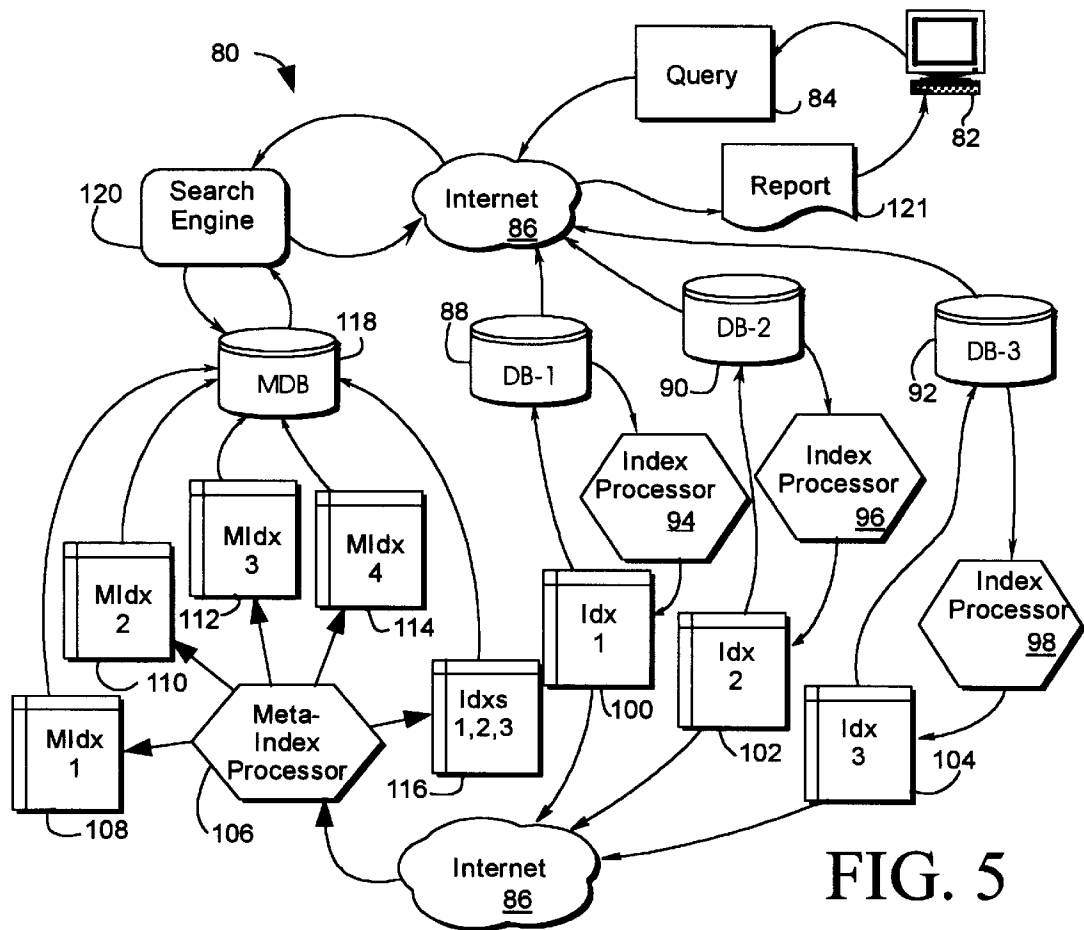 80
Query
84
82
Search
Engine
120
Internet
86
Report
121
118
MDB
88
DB-1
DB-2
90
DB-3
92
Index
Processor
94
Index
Processor
96
Index
Processor
98
MIdx
3
112
MIdx
4
114
MIdx
2
110
MIdx
1
108
Meta-
Index
Processor
106
Idxs
1,2,3
116
Idx
1
100
Idx
2
102
Idx
3
104
Internet
86
FIG. 5